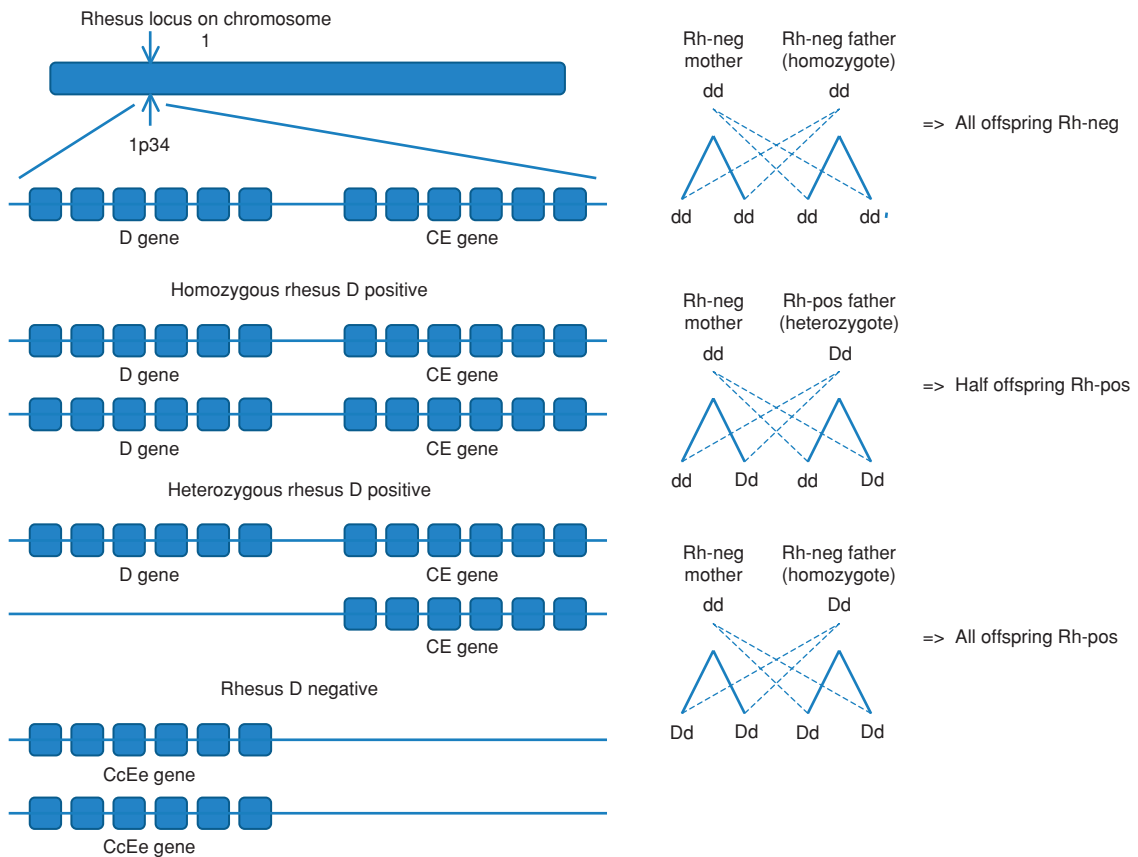 Rhesus locus on chromosome
1
1p34
D gene
CE gene
Homozygous rhesus D positive
D gene
CE gene
D gene
CE gene
Heterozygous rhesus D positive
D gene
CE gene
CE gene
Rhesus D negative
CcEe gene
CcEe gene
Rh-neg
mother
Rh-neg father
(homozygote)
dd
dd
=> All offspring Rh-neg
dd
dd
dd
dd
Rh-neg
mother
Rh-pos father
(heterozygote)
dd
Dd
=> Half offspring Rh-pos
dd
Dd
dd
Dd
Rh-neg
mother
Rh-neg father
(homozygote)
dd
Dd
=> All offspring Rh-pos
Dd
Dd
Dd
Dd